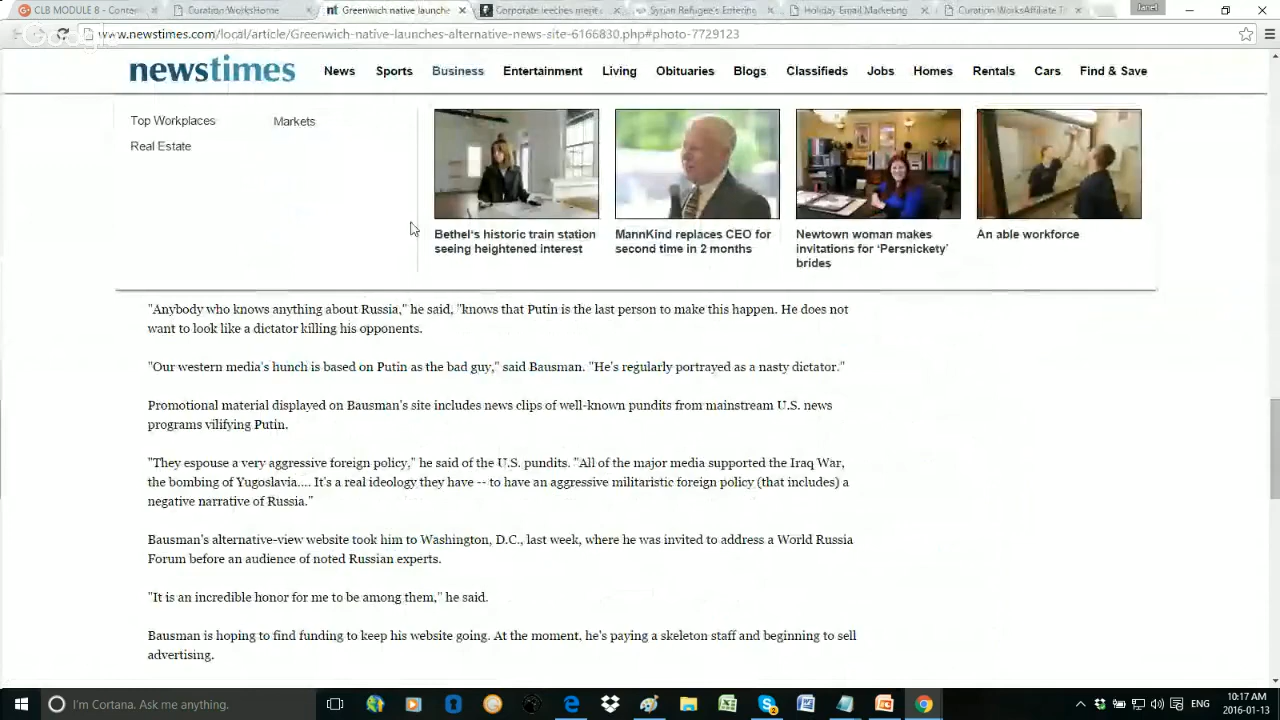 CLB MODULE 8 - Conten
Curation WorksHome
Greenwich native launche
Corporate leeches merit
Syrian Refugee's Entering
Holiday Email Marketing
Curation WorksAffiliate T
www.newstimes.com/local/article/Greenwich-native-launches-alternative-news-site-6166830.php#photo-7729123
newstimes
News Sports Business Entertainment Living Obituaries Blogs Classifieds Jobs Homes Rentals Cars Find & Save
Top Workplaces
Markets
Real Estate
Bethel's historic train station
seeing heightened interest
MannKind replaces CEO for
second time in 2 months
Newtown woman makes
invitations for 'Persnickety'
brides
An able workforce
"Anybody who knows anything about Russia," he said, "knows that Putin is the last person to make this happen. He does not
want to look like a dictator killing his opponents.
"Our western media's hunch is based on Putin as the bad guy," said Bausman. "He's regularly portrayed as a nasty dictator."
Promotional material displayed on Bausman's site includes news clips of well-known pundits from mainstream U.S. news
programs vilifying Putin.
"They espouse a very aggressive foreign policy," he said of the U.S. pundits. "All of the major media supported the Iraq War,
the bombing of Yugoslavia.... It's a real ideology they have -- to have an aggressive militaristic foreign policy (that includes) a
negative narrative of Russia."
Bausman's alternative-view website took him to Washington, D.C., last week, where he was invited to address a World Russia
Forum before an audience of noted Russian experts.
"It is an incredible honor for me to be among them," he said.
Bausman is hoping to find funding to keep his website going. At the moment, he's paying a skeleton staff and beginning to sell
advertising.
I'm Cortana. Ask me anything.
ENG
10:17 AM
2016-01-13